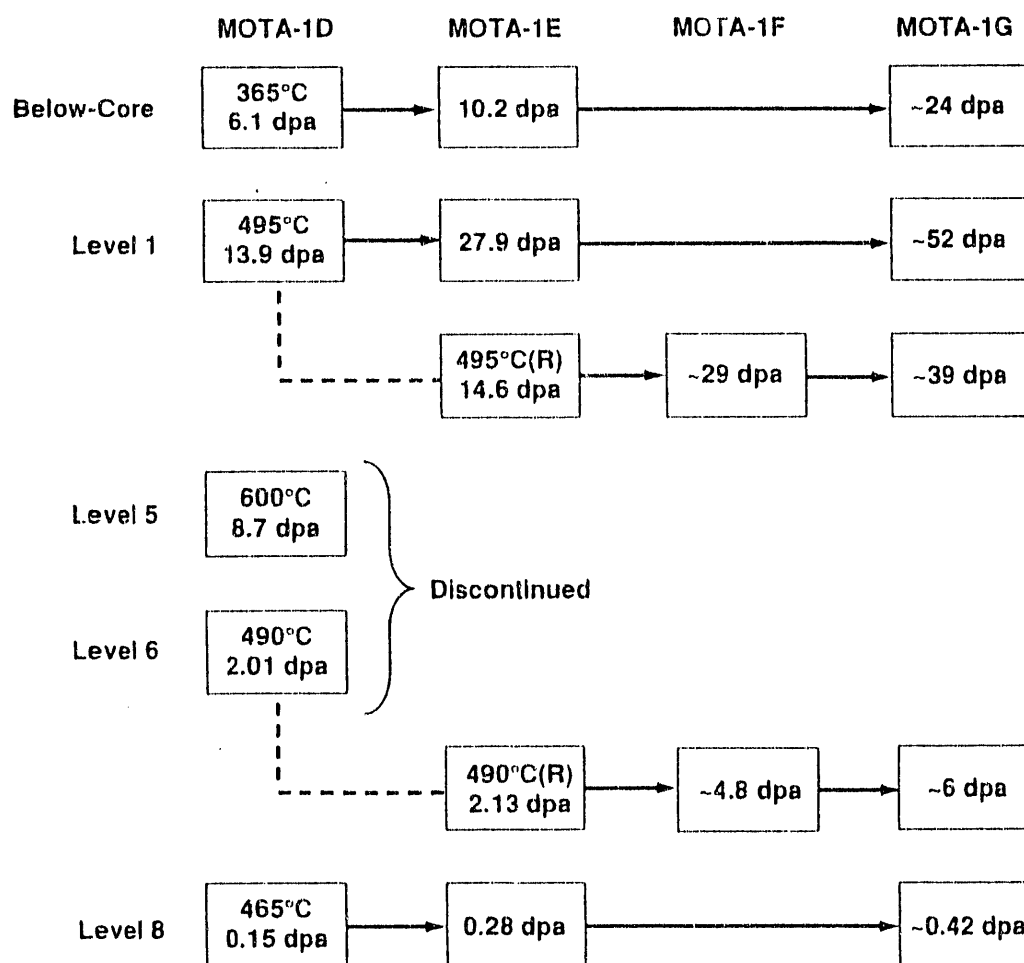 MOTA-1D MOTA-1E MOTA-1F MOTA-1G
Below-Core
365°C
6.1 dpa
10.2 dpa
~24 dpa
Level 1
495°C
13.9 dpa
27.9 dpa
~52 dpa
495°C(R)
14.6 dpa
~29 dpa
~39 dpa
Level 5
600°C
8.7 dpa
Discontinued
Level 6
490°C
2.01 dpa
490°C(R)
2.13 dpa
~4.8 dpa
~6 dpa
Level 8
465°C
0.15 dpa
0.28 dpa
~0.42 dpa